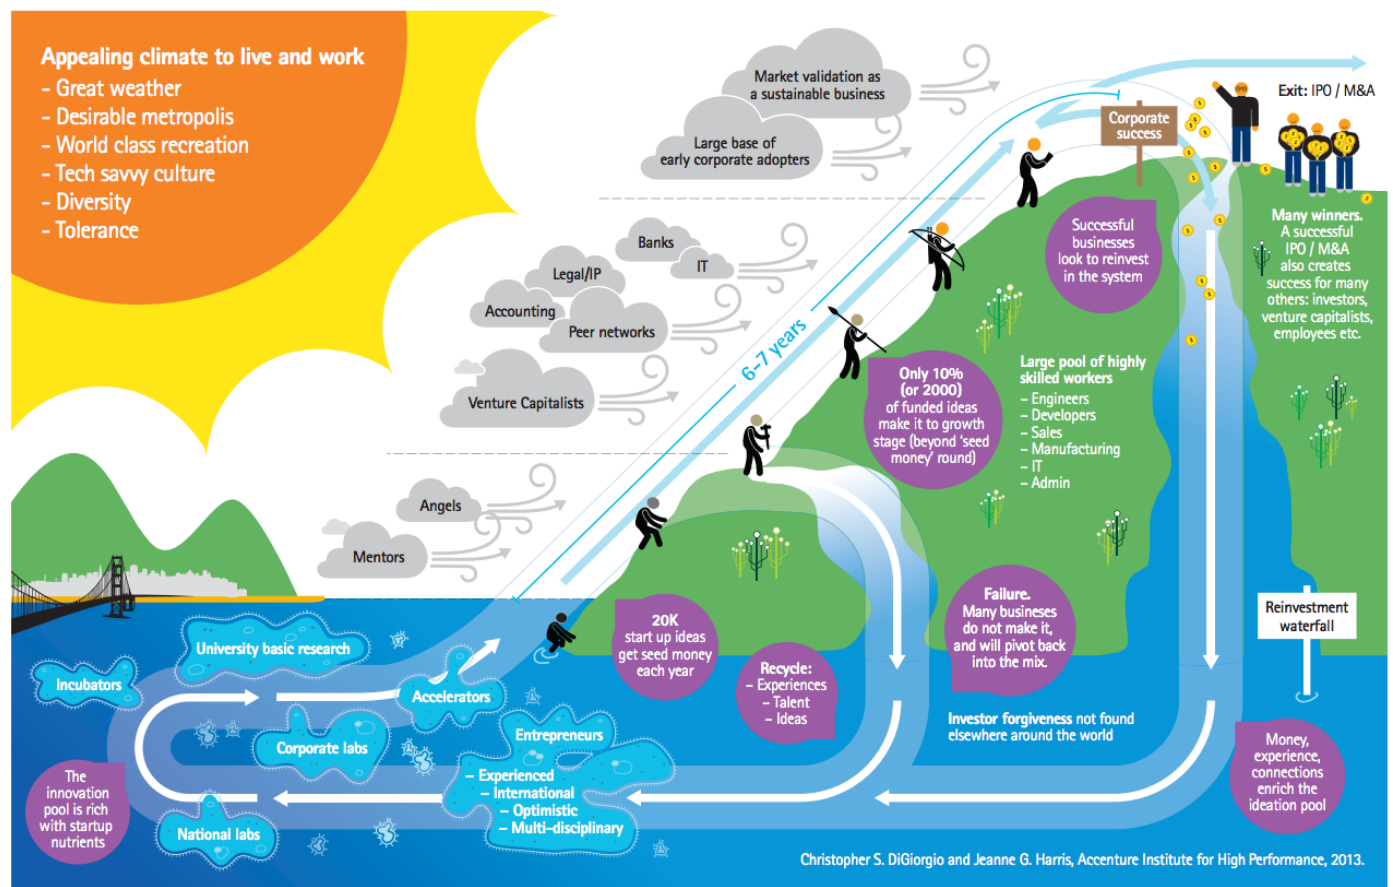 Appealing climate to live and work
- Great weather
- Desirable metropolis
- World class recreation
- Tech savvy culture
- Diversity
- Tolerance
Market validation as
a sustainable business
Large base of
early corporate adopters
Banks
IT
Legal/IP
Accounting
Peer networks
Venture Capitalists
Angels
Mentors
6-7 years
Corporate
success
Exit: IPO / M&A
Many winners.
A successful
IPO / M&A
also creates
success for many
others: investors,
venture capitalists,
employees etc.
Successful
businesses
look to reinvest
in the system
Only 10%
(or 2000)
of funded ideas
make it to growth
stage (beyond 'seed
money' round)
Large pool of highly
skilled workers
– Engineers
– Developers
– Sales
– Manufacturing
– IT
– Admin
20K
start up ideas
get seed money
each year
Recycle:
– Experiences
– Talent
– Ideas
Failure.
Many busineses
do not make it,
and will pivot back
into the mix.
Reinvestment
waterfall
Investor forgiveness not found
elsewhere around the world
Money,
experience,
connections
enrich the
ideation pool
University basic research
Incubators
Accelerators
Corporate labs
Entrepreneurs
– Experienced
– International
– Optimistic
– Multi-disciplinary
National labs
The
innovation
pool is rich
with startup
nutrients
Christopher S. DiGiorgio and Jeanne G. Harris, Accenture Institute for High Performance, 2013.